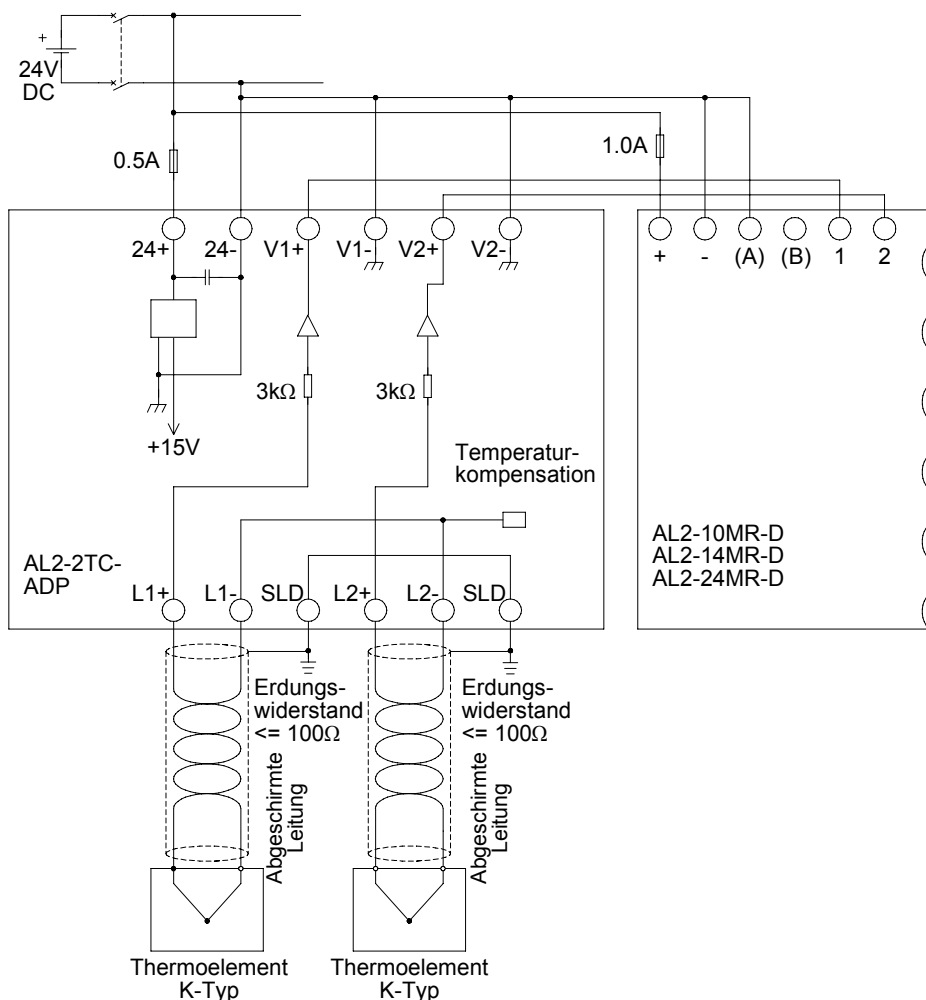 +
24V
DC
0.5A
1.0A
24+ 24- V1+ V1- V2+ V2-
+ - (A) (B) 1 2
3kΩ 3kΩ
+15V
Temperatur-
kompensation
AL2-2TC-
ADP
AL2-10MR-D
AL2-14MR-D
AL2-24MR-D
L1+ L1- SLD L2+ L2- SLD
Erdungs-
widerstand
<= 100Ω
Erdungs-
widerstand
<= 100Ω
Abgeschirmte
Leitung
Abgeschirmte
Leitung
Thermoelement
K-Typ
Thermoelement
K-Typ